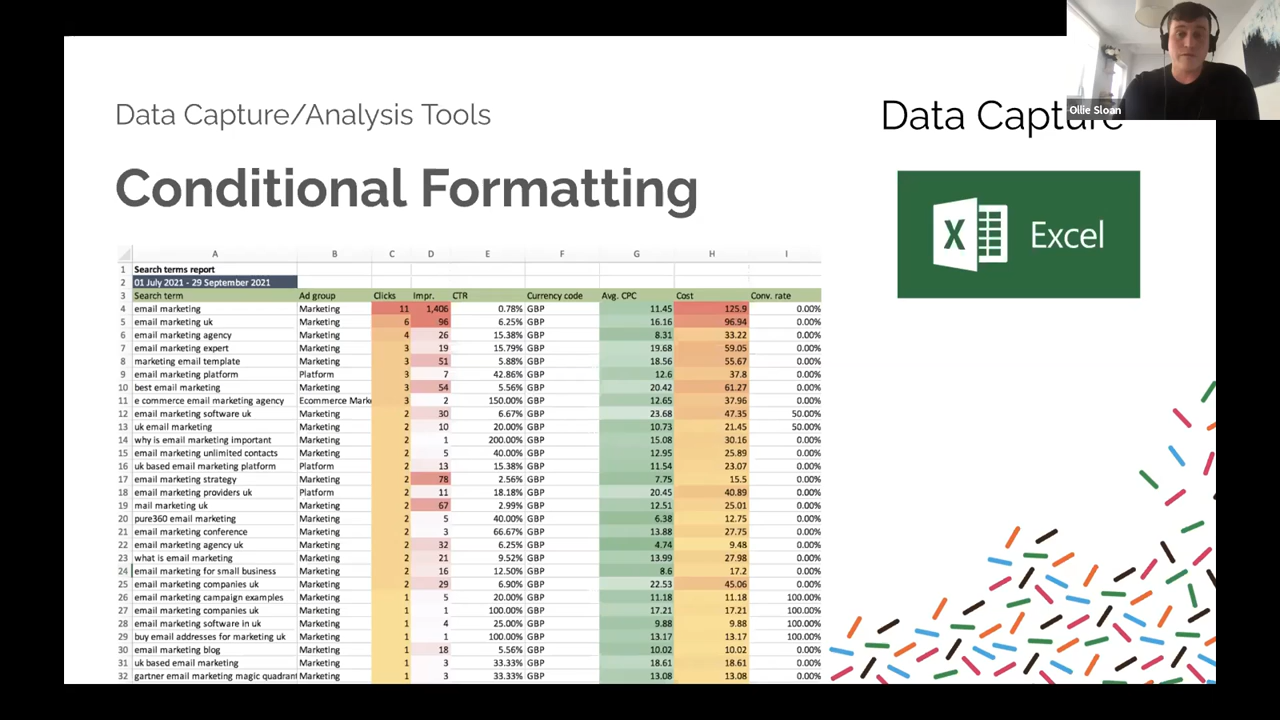 Data Capture/Analysis Tools
Data Capture
Ollie Sloan
Conditional Formatting
X Excel
A B C D E F G H I
1 Search terms report
2 01 July 2021 - 29 September 2021
3 Search term Ad group Clicks Impr. CTR Currency code Avg. CPC Cost Conv. rate
4 email marketing Marketing 11 1,406 0.78% GBP 11.45 125.9 0.00%
5 email marketing uk Marketing 6 96 6.25% GBP 16.16 96.94 0.00%
6 email marketing agency Marketing 4 26 15.38% GBP 8.31 33.22 0.00%
7 email marketing expert Marketing 3 19 15.79% GBP 19.68 59.05 0.00%
8 marketing email template Marketing 3 51 5.88% GBP 18.56 55.67 0.00%
9 email marketing platform Platform 3 7 42.86% GBP 12.6 37.8 0.00%
10 best email marketing Marketing 3 54 5.56% GBP 20.42 61.27 0.00%
11 e commerce email marketing agency Ecommerce Mark 3 2 150.00% GBP 12.65 37.96 0.00%
12 email marketing software uk Marketing 2 30 6.67% GBP 23.68 47.35 50.00%
13 uk email marketing Marketing 2 10 20.00% GBP 10.73 21.45 50.00%
14 why is email marketing important Marketing 2 1 200.00% GBP 15.08 30.16 0.00%
15 email marketing unlimited contacts Marketing 2 5 40.00% GBP 12.95 25.89 0.00%
16 uk based email marketing platform Platform 2 13 15.38% GBP 11.54 23.07 0.00%
17 email marketing strategy Marketing 2 78 2.56% GBP 7.75 15.5 0.00%
18 email marketing providers uk Platform 2 11 18.18% GBP 20.45 40.89 0.00%
19 mail marketing uk Marketing 2 67 2.99% GBP 12.51 25.01 0.00%
20 pure360 email marketing Marketing 2 5 40.00% GBP 6.38 12.75 0.00%
21 email marketing conference Marketing 2 3 66.67% GBP 13.88 27.75 0.00%
22 email marketing agency uk Marketing 2 32 6.25% GBP 4.74 9.48 0.00%
23 what is email marketing Marketing 2 21 9.52% GBP 13.99 27.98 0.00%
24 email marketing for small business Marketing 2 16 12.50% GBP 8.6 17.2 0.00%
25 email marketing companies uk Marketing 2 29 6.90% GBP 22.53 45.06 0.00%
26 email marketing campaign examples Marketing 1 5 20.00% GBP 11.18 11.18 100.00%
27 email marketing companies uk Marketing 1 1 100.00% GBP 17.21 17.21 100.00%
28 email marketing software in uk Marketing 1 4 25.00% GBP 9.88 9.88 100.00%
29 buy email addresses for marketing uk Marketing 1 1 100.00% GBP 13.17 13.17 100.00%
30 email marketing blog Marketing 1 18 5.56% GBP 10.02 10.02 0.00%
31 uk based email marketing Marketing 1 3 33.33% GBP 18.61 18.61 0.00%
32 gartner email marketing magic quadran Marketing 1 3 33.33% GBP 13.08 13.08 0.00%